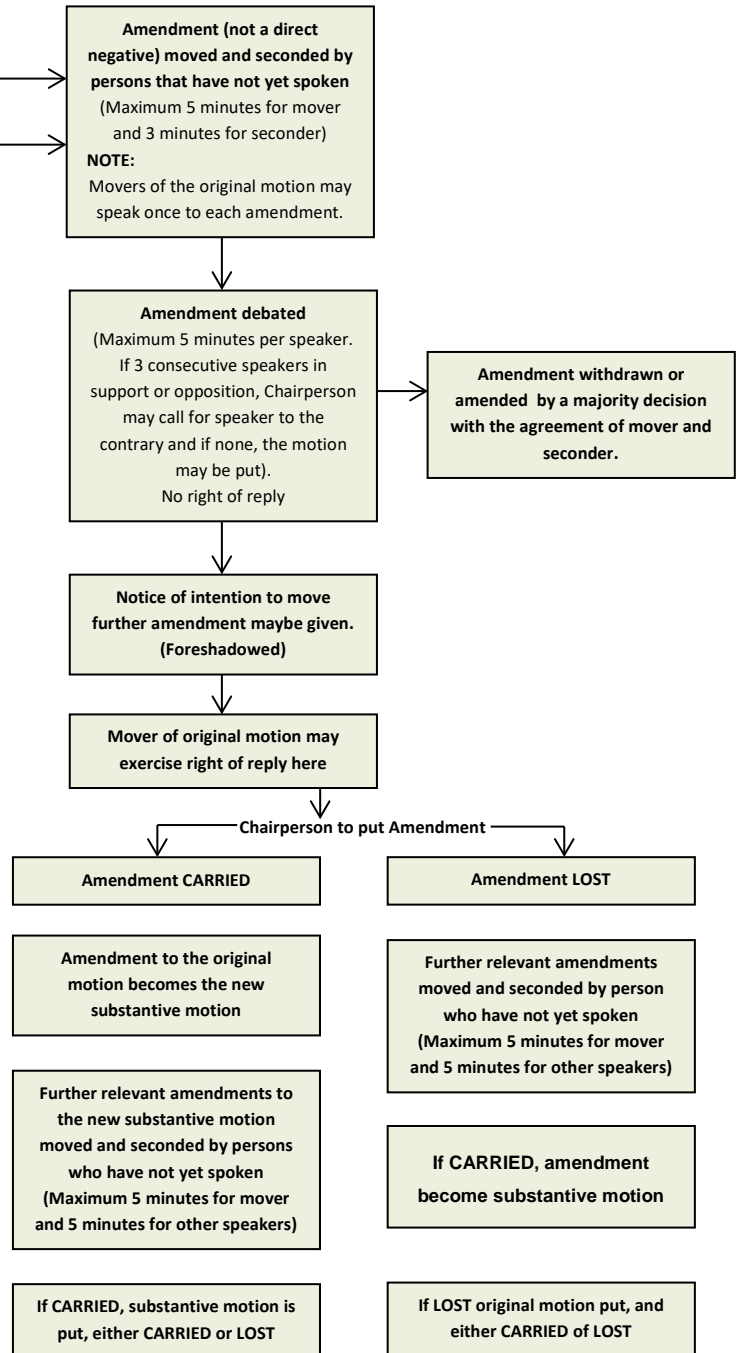 Amendment (not a direct
negative) moved and seconded by
persons that have not yet spoken
(Maximum 5 minutes for mover
and 3 minutes for seconder)
NOTE:
Movers of the original motion may
speak once to each amendment.
Amendment debated
(Maximum 5 minutes per speaker.
If 3 consecutive speakers in
support or opposition, Chairperson
may call for speaker to the
contrary and if none, the motion
may be put).
No right of reply
Amendment withdrawn or
amended by a majority decision
with the agreement of mover and
seconder.
Notice of intention to move
further amendment maybe given.
(Foreshadowed)
Mover of original motion may
exercise right of reply here
Chairperson to put Amendment
Amendment CARRIED
Amendment to the original
motion becomes the new
substantive motion
Further relevant amendments to
the new substantive motion
moved and seconded by persons
who have not yet spoken
(Maximum 5 minutes for mover
and 5 minutes for other speakers)
If CARRIED, substantive motion is
put, either CARRIED or LOST
Amendment LOST
Further relevant amendments
moved and seconded by person
who have not yet spoken
(Maximum 5 minutes for mover
and 5 minutes for other speakers)
If CARRIED, amendment
become substantive motion
If LOST original motion put, and
either CARRIED of LOST